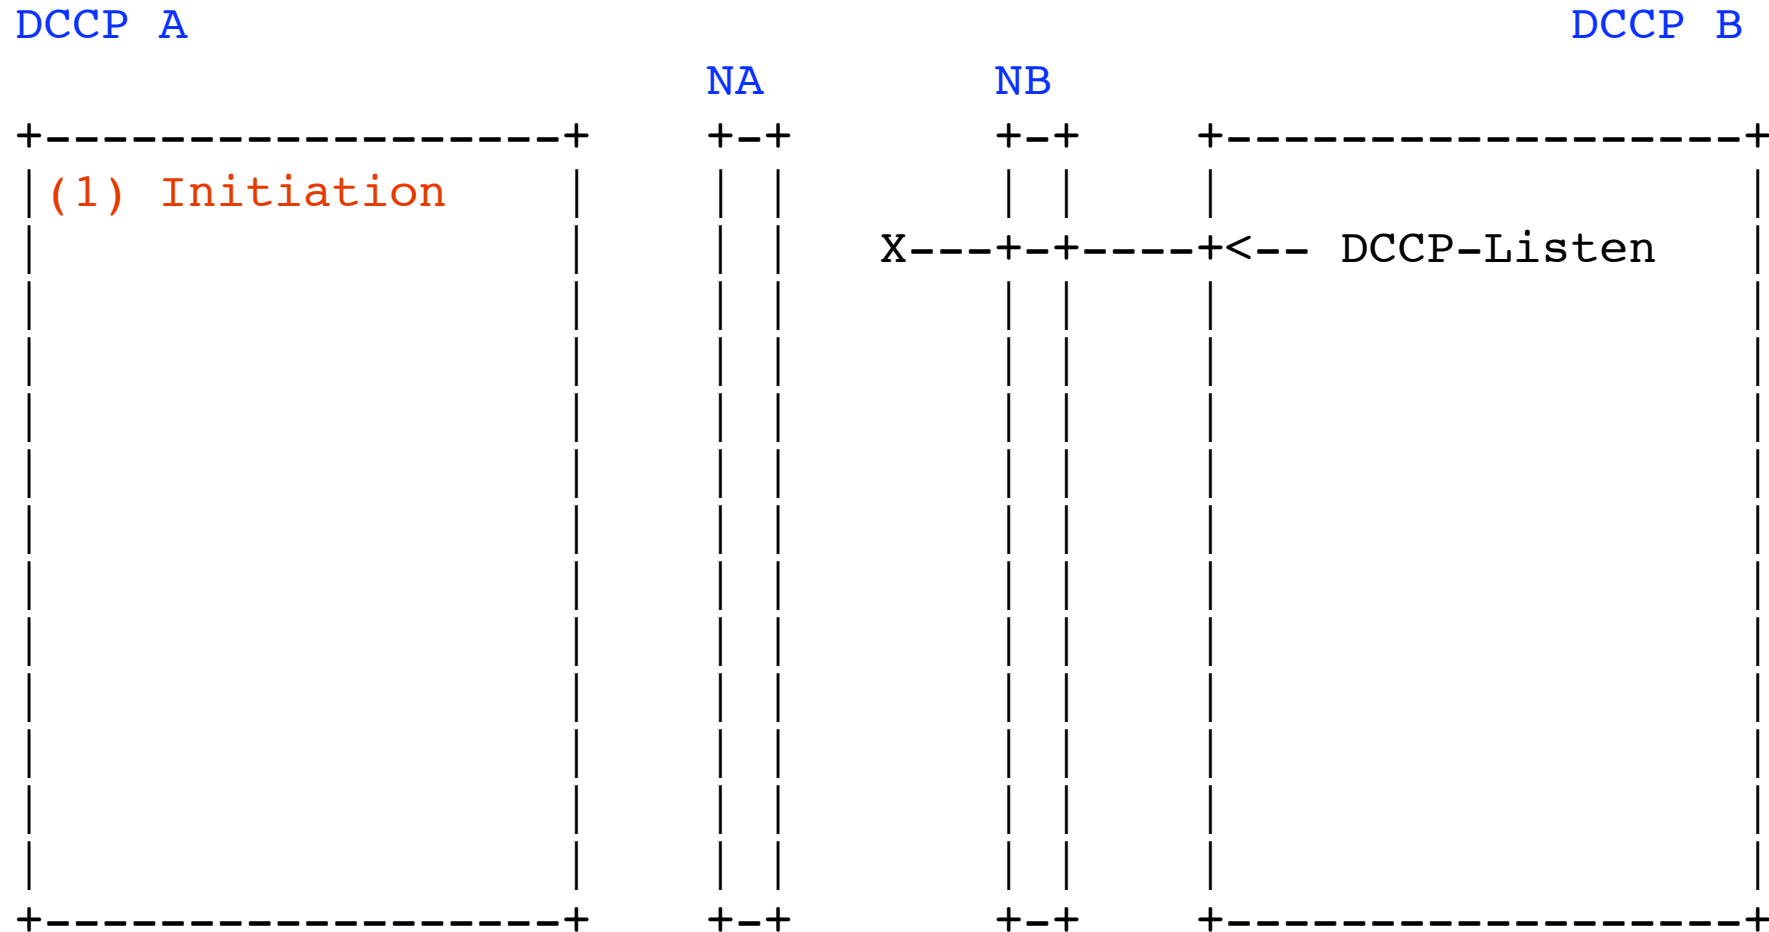 DCCP A DCCP B
NA NB
+------------------+ +-+ +-+ +------------------+
|(1) Initiation | | | | | | |
| | | | X---+-+----+<-- DCCP-Listen |
| | | | | | | |
| | | | | | | |
| | | | | | | |
| | | | | | | |
| | | | | | | |
| | | | | | | |
| | | | | | | |
| | | | | | | |
| | | | | | | |
| | | | | | | |
| | | | | | | |
+------------------+ +-+ +-+ +------------------+